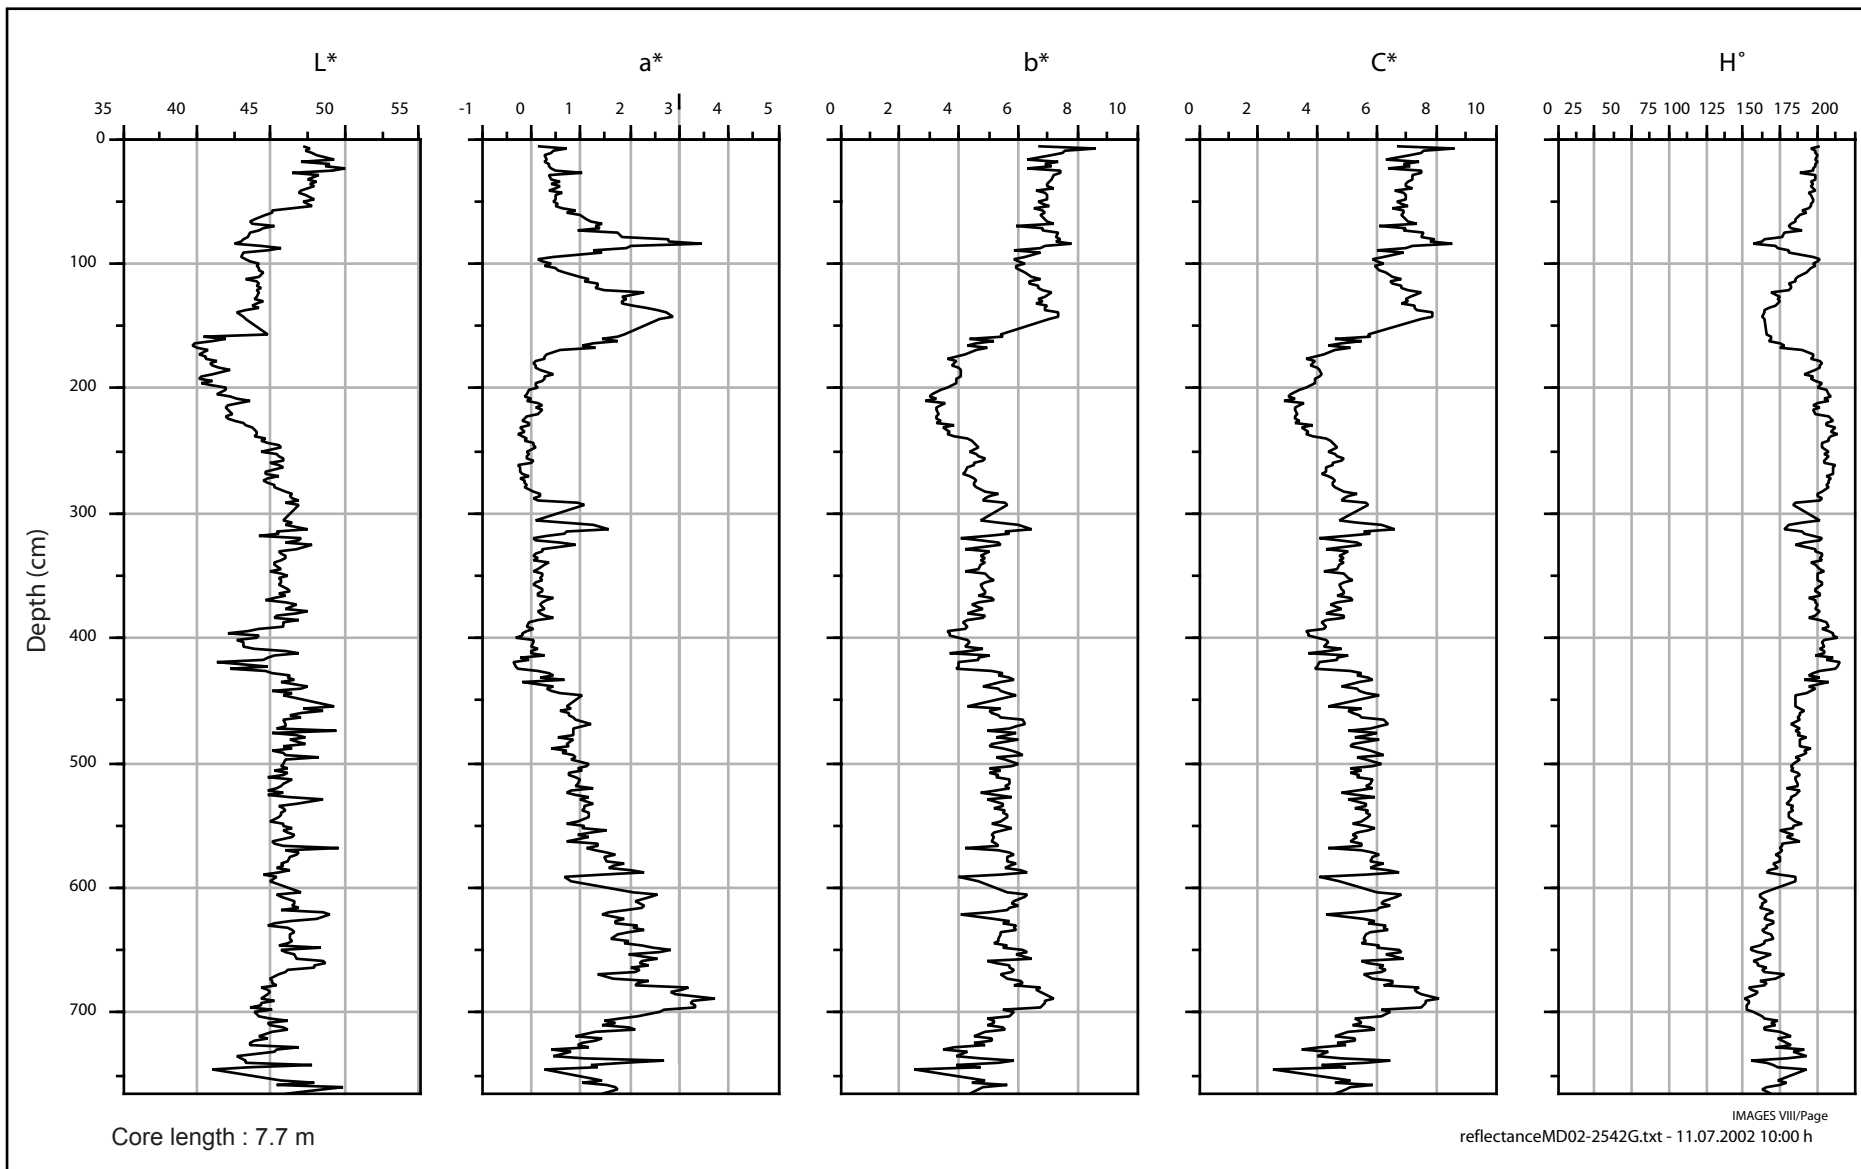 L* a* b* C* H°
35 40 45 50 55 -1 0 1 2 3 4 5 0 2 4 6 8 10 0 2 4 6 8 10 0 25 50 75 100 125 150 175 200
0
100
200
300
Depth (cm)
400
500
600
700
IMAGES VIII/Page
Core length : 7.7 m
reflectanceMD02-2542G.txt - 11.07.2002 10:00 h